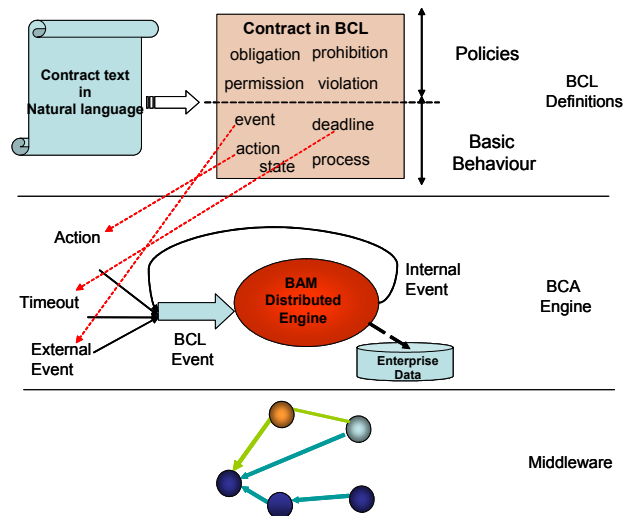 Contract text
in
Natural language
Contract in BCL
obligation prohibition
permission violation
event deadline
action
state process
Policies
Basic
Behaviour
BCL
Definitions
Action
Timeout
External
Event
BCL
Event
BAM
Distributed
Engine
Internal
Event
Enterprise
Data
BCA
Engine
Middleware